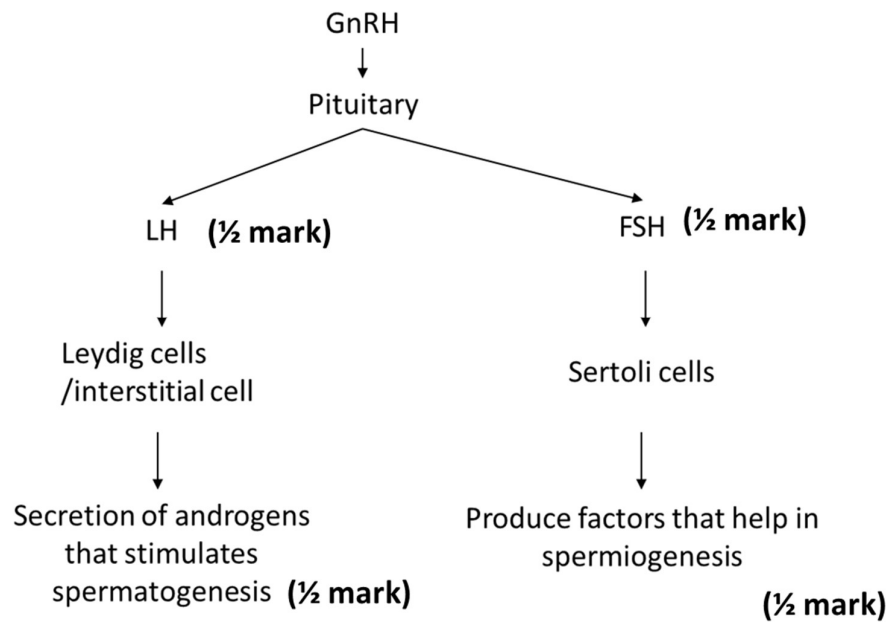 GnRH
Pituitary
LH (½ mark)
FSH (½ mark)
Leydig cells
/interstitial cell
Sertoli cells
Secretion of androgens
that stimulates
spermatogenesis (½ mark)
Produce factors that help in
spermiogenesis
(½ mark)